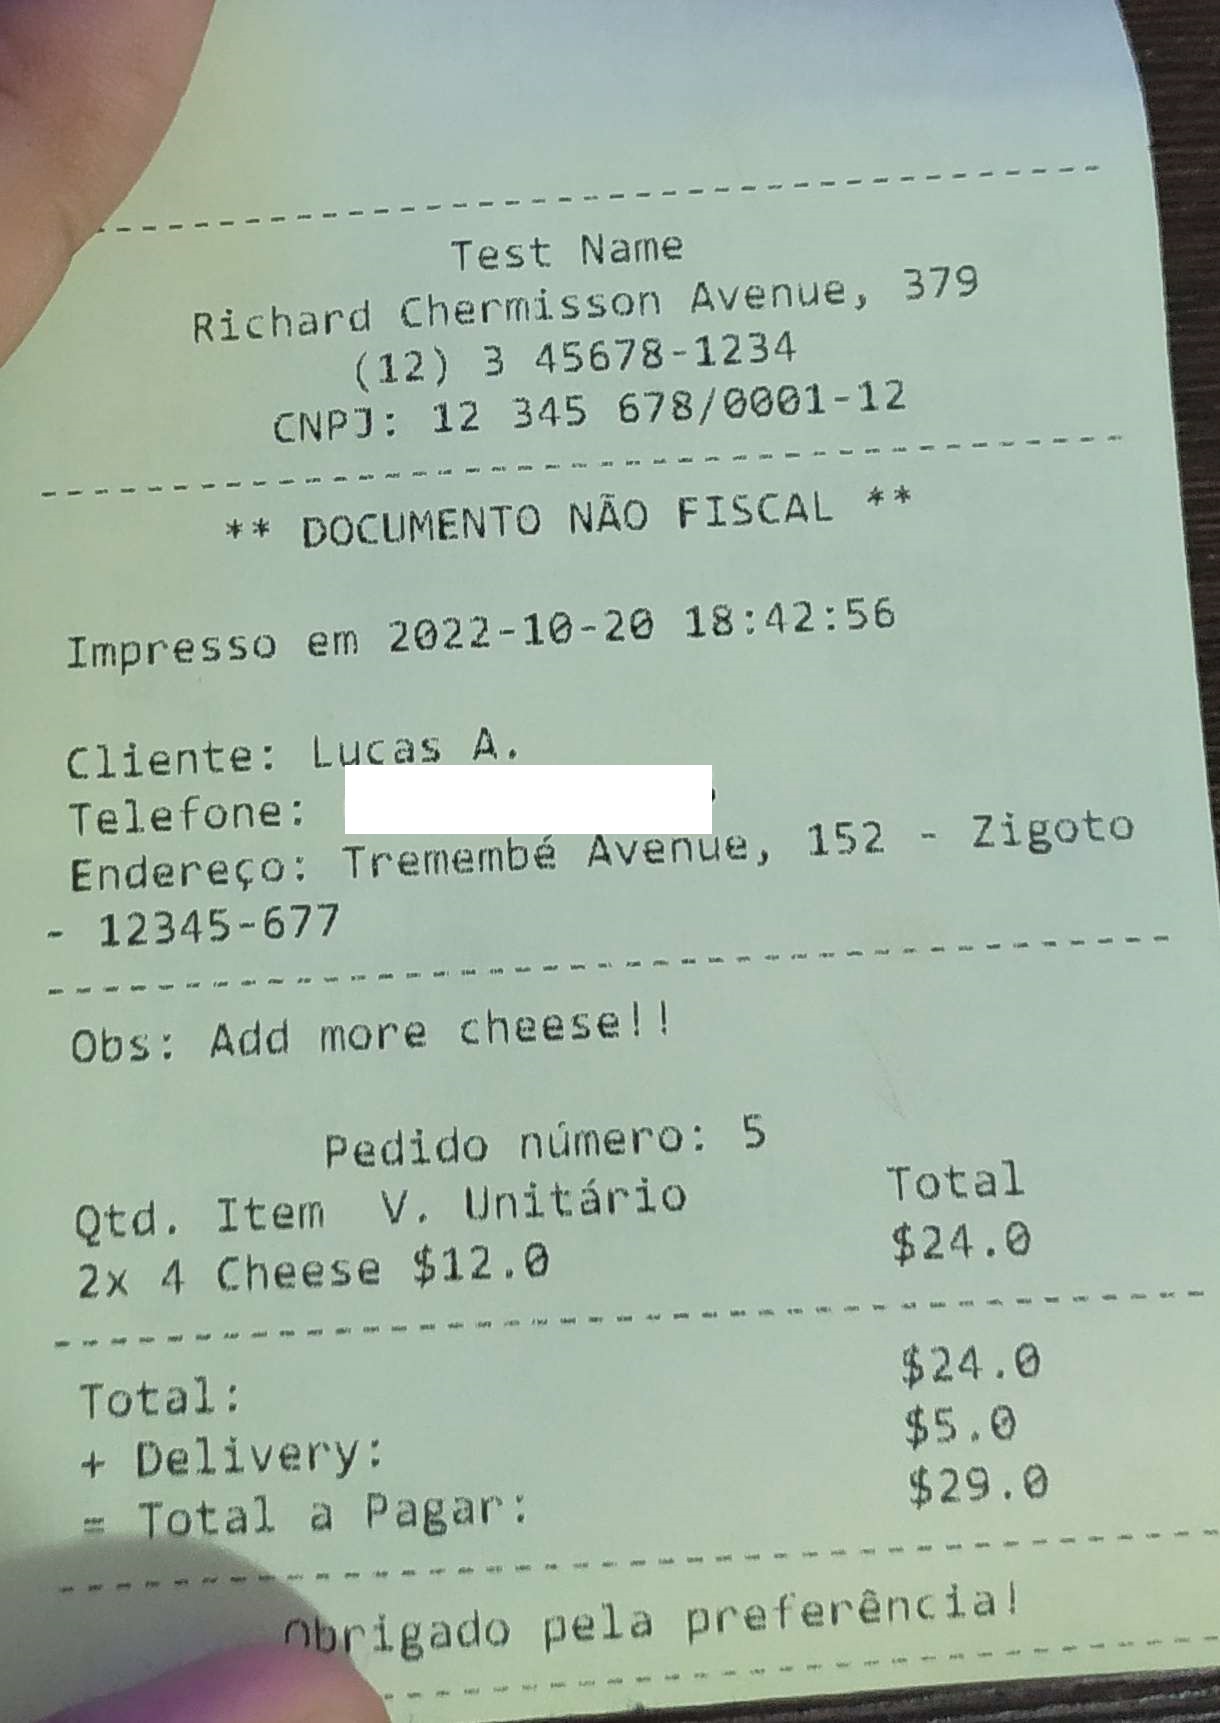 Test Name
Richard Chermisson Avenue, 379
(12) 3 45678-1234
CNPJ: 12 345 678/0001-12
** DOCUMENTO NÃO FISCAL **
Impresso em 2022-10-20 18:42:56
Cliente: Lucas A.
Telefone:
Endereço: Tremembé Avenue, 152 - Zigoto
- 12345-677
Obs: Add more cheese!!
Pedido número: 5
Qtd. Item  V. Unitário Total
2x 4 Cheese $12.0 $24.0
Total: $24.0
+ Delivery: $5.0
= Total a Pagar: $29.0
Obrigado pela preferência!